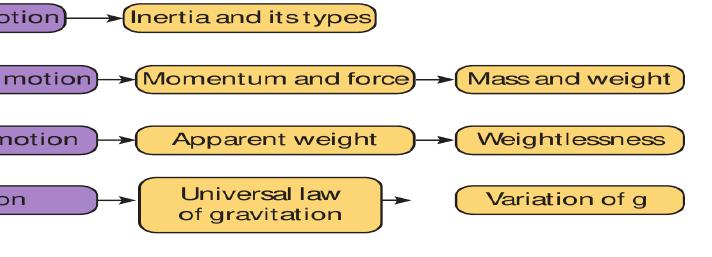 otion Inertia and its types
motion Momentum and force Mass and weight
motion Apparent weight Weightlessness
on Universal law
of gravitation Variation of g